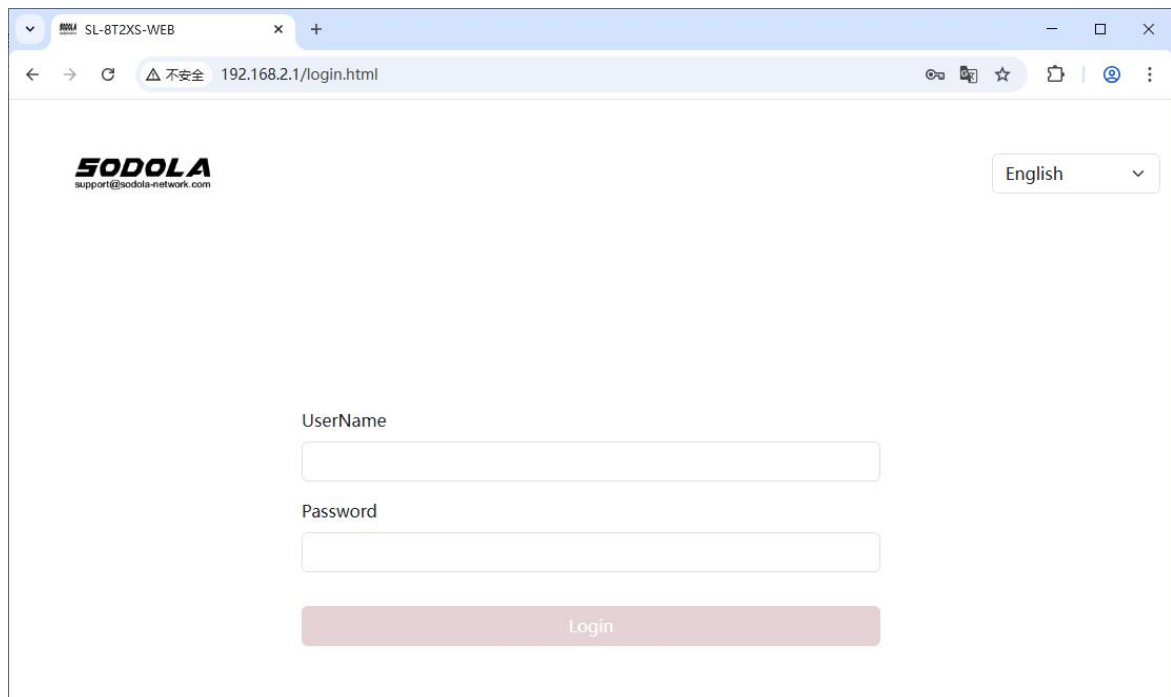 SL-8T2XS-WEB
不安全 192.168.2.1/login.html
SODOLA
support@sodola-network.com
English
UserName
Password
Login